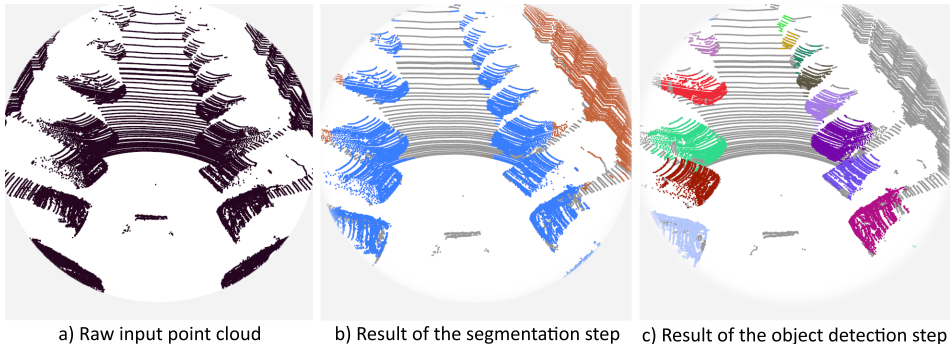 a) Raw input point cloud
b) Result of the segmentation step
c) Result of the object detection step